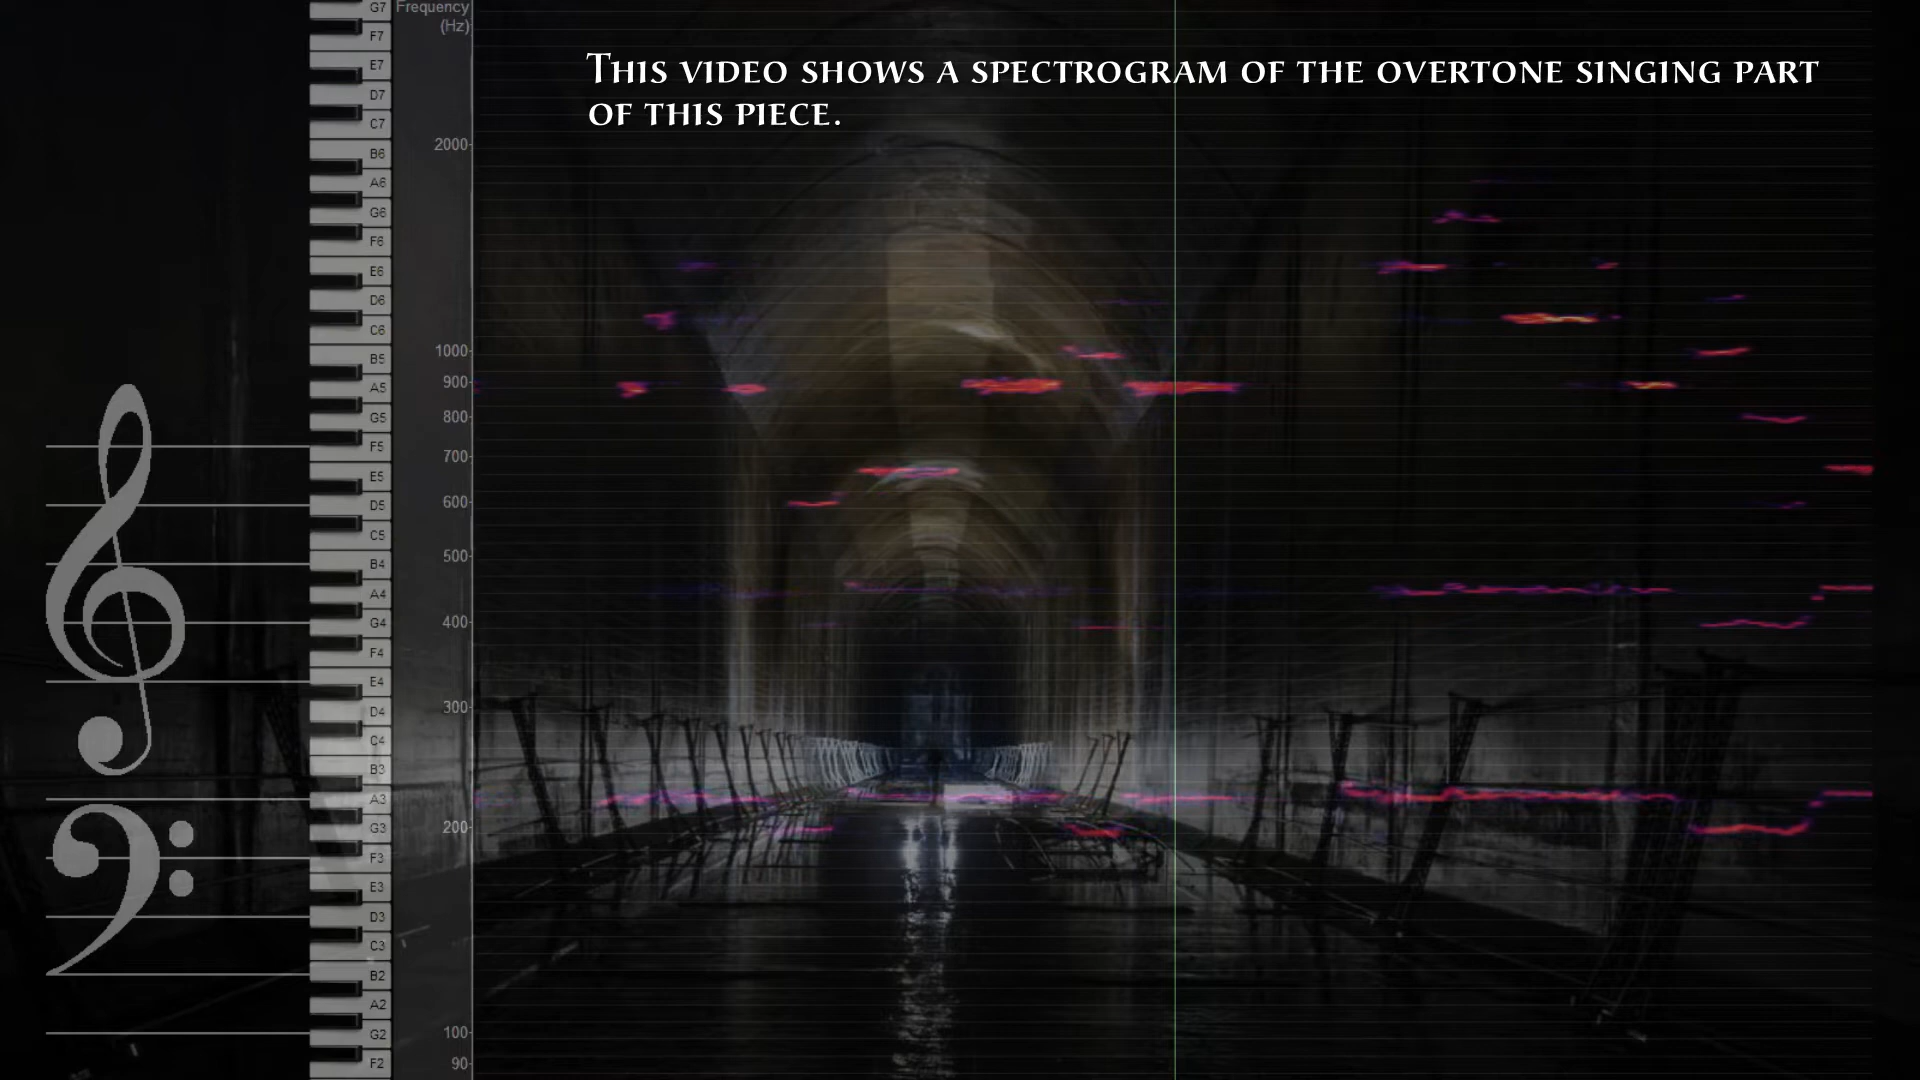 Frequency
(Hz)
This video shows a spectrogram of the overtone singing part
of this piece.
G7
F7
E7
D7
C7
B6
A6
G6
F6
E6
D6
C6
B5
A5
G5
F5
E5
D5
C5
B4
A4
G4
F4
E4
D4
C4
B3
A3
G3
F3
E3
D3
C3
B2
A2
G2
F2
2000
1000
900
800
700
600
500
400
300
200
100
90